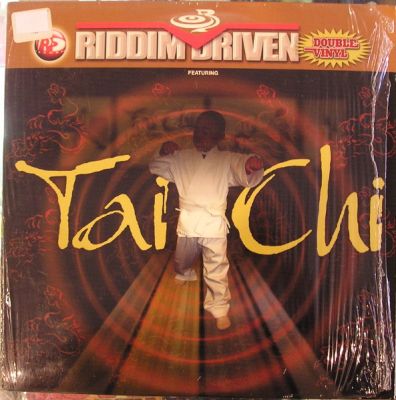 RIDDIM DRIVEN
DOUBLE
VINYL
FEATURING
Tai Chi